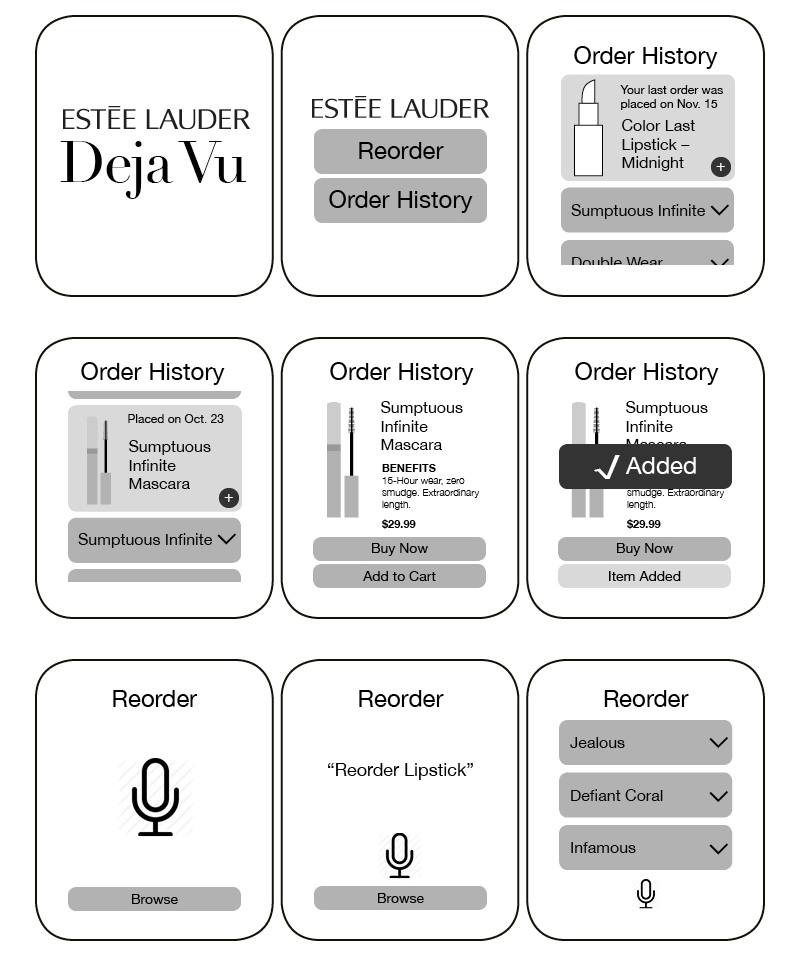 ESTĒE LAUDER
Deja Vu
ESTĒE LAUDER
Reorder
Order History
Order History
Your last order was
placed on Nov. 15
Color Last
Lipstick –
Midnight
+
Sumptuous Infinite
Double Wear
Order History
Placed on Oct. 23
Sumptuous
Infinite
Mascara
+
Sumptuous Infinite
Order History
Sumptuous
Infinite
Mascara
BENEFITS
15-Hour wear, zero
smudge. Extraordinary
length.
$29.99
Buy Now
Add to Cart
Order History
Sumptuous
Infinite
Mascara
Added
smudge. Extraordinary
length.
$29.99
Buy Now
Item Added
Reorder
Browse
Reorder
“Reorder Lipstick”
Browse
Reorder
Jealous
Defiant Coral
Infamous